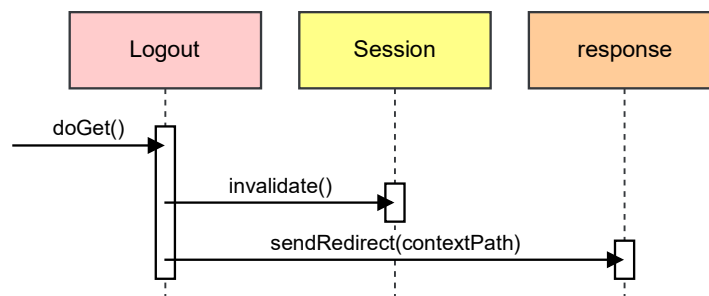 Logout
Session
response
doGet()
invalidate()
sendRedirect(contextPath)